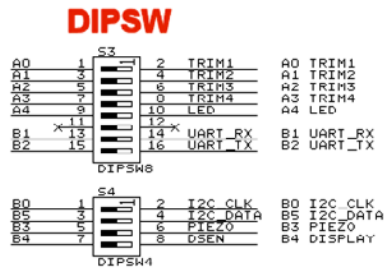 DIPSW
S3
A0 1 2 TRIM1 A0 TRIM1
A1 3 4 TRIM2 A1 TRIM2
A2 5 6 TRIM3 A2 TRIM3
A3 7 0 TRIM4 A3 TRIM4
A4 9 10 LED A4 LED
11 12
B1 13 14 UART_RX B1 UART_RX
B2 15 16 UART_TX B2 UART_TX
DIPSW8
S4
B0 1 2 I2C_CLK B0 I2C_CLK
B5 3 4 I2C_DATA B5 I2C_DATA
B3 5 6 PIEZO B3 PIEZO
B4 7 8 DSEN B4 DISPLAY
DIPSW4